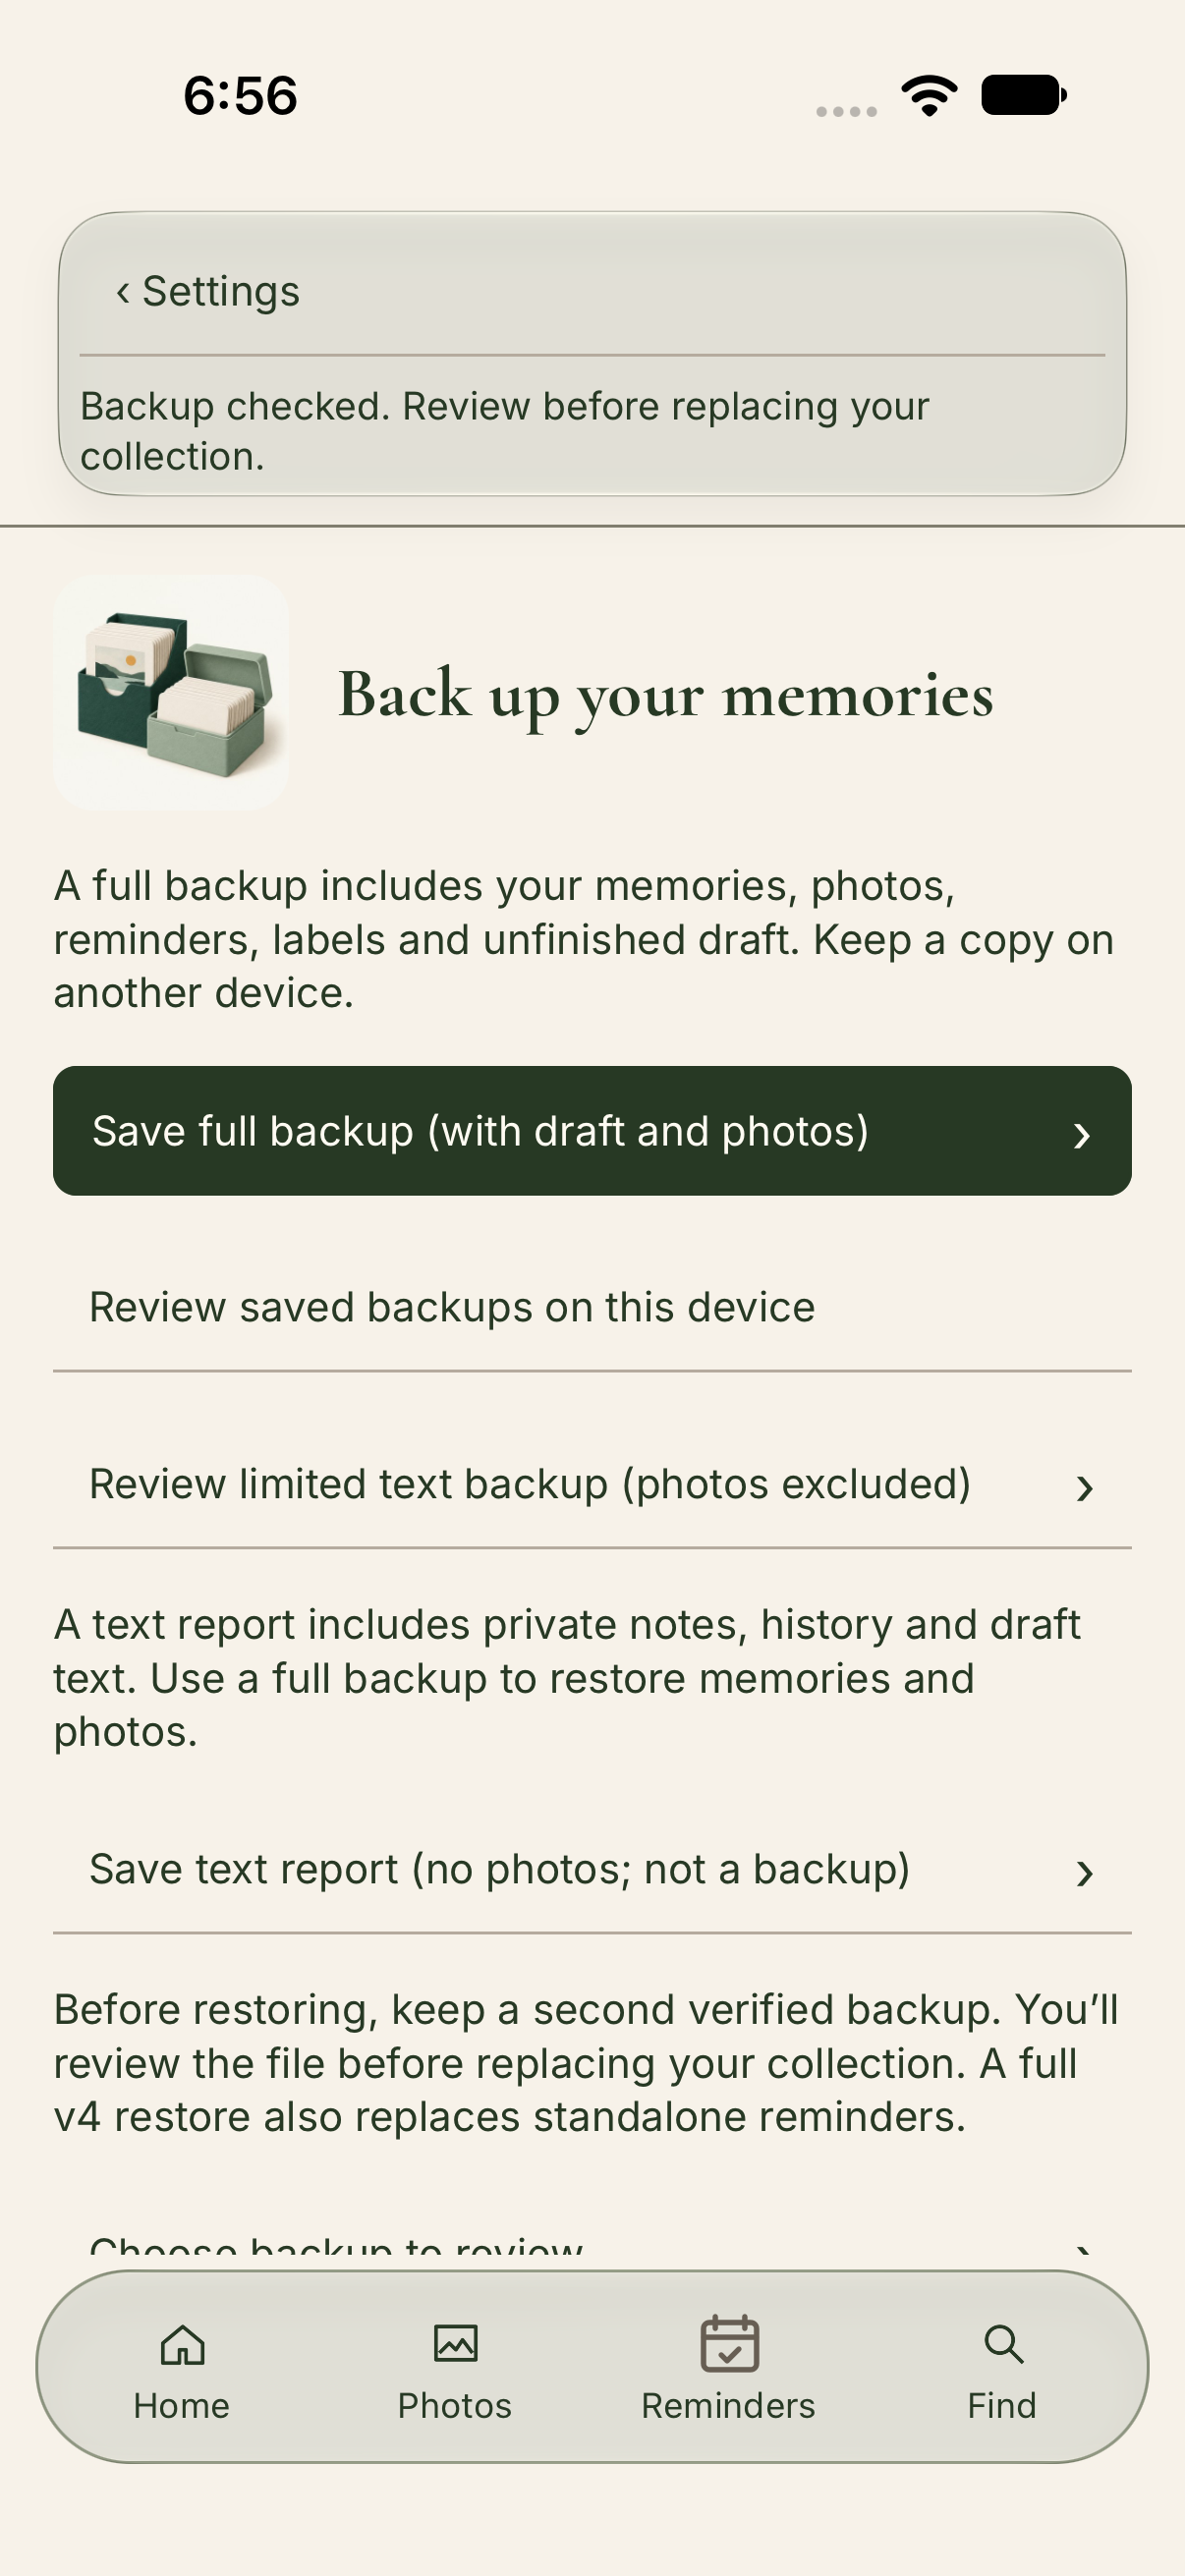 6:56
‹ Settings
Backup checked. Review before replacing your
collection.
Back up your memories
A full backup includes your memories, photos,
reminders, labels and unfinished draft. Keep a copy on
another device.
Save full backup (with draft and photos) ›
Review saved backups on this device
Review limited text backup (photos excluded) ›
A text report includes private notes, history and draft
text. Use a full backup to restore memories and
photos.
Save text report (no photos; not a backup) ›
Before restoring, keep a second verified backup. You’ll
review the file before replacing your collection. A full
v4 restore also replaces standalone reminders.
Choose backup to review ›
Home
Photos
Reminders
Find